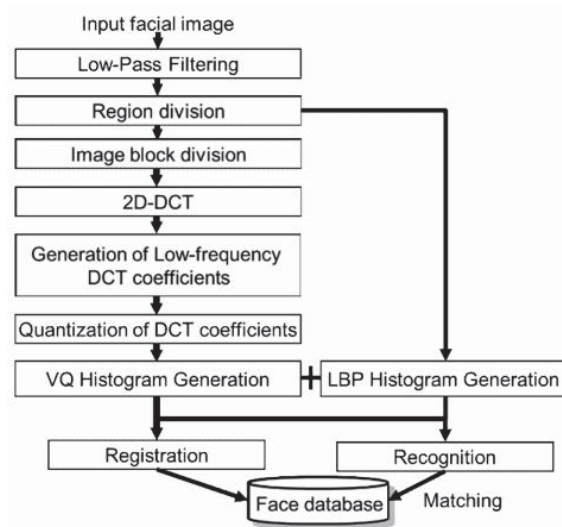 Input facial image
Low-Pass Filtering
Region division
Image block division
2D-DCT
Generation of Low-frequency
DCT coefficients
Quantization of DCT coefficients
VQ Histogram Generation
+
LBP Histogram Generation
Registration
Recognition
Face database
Matching